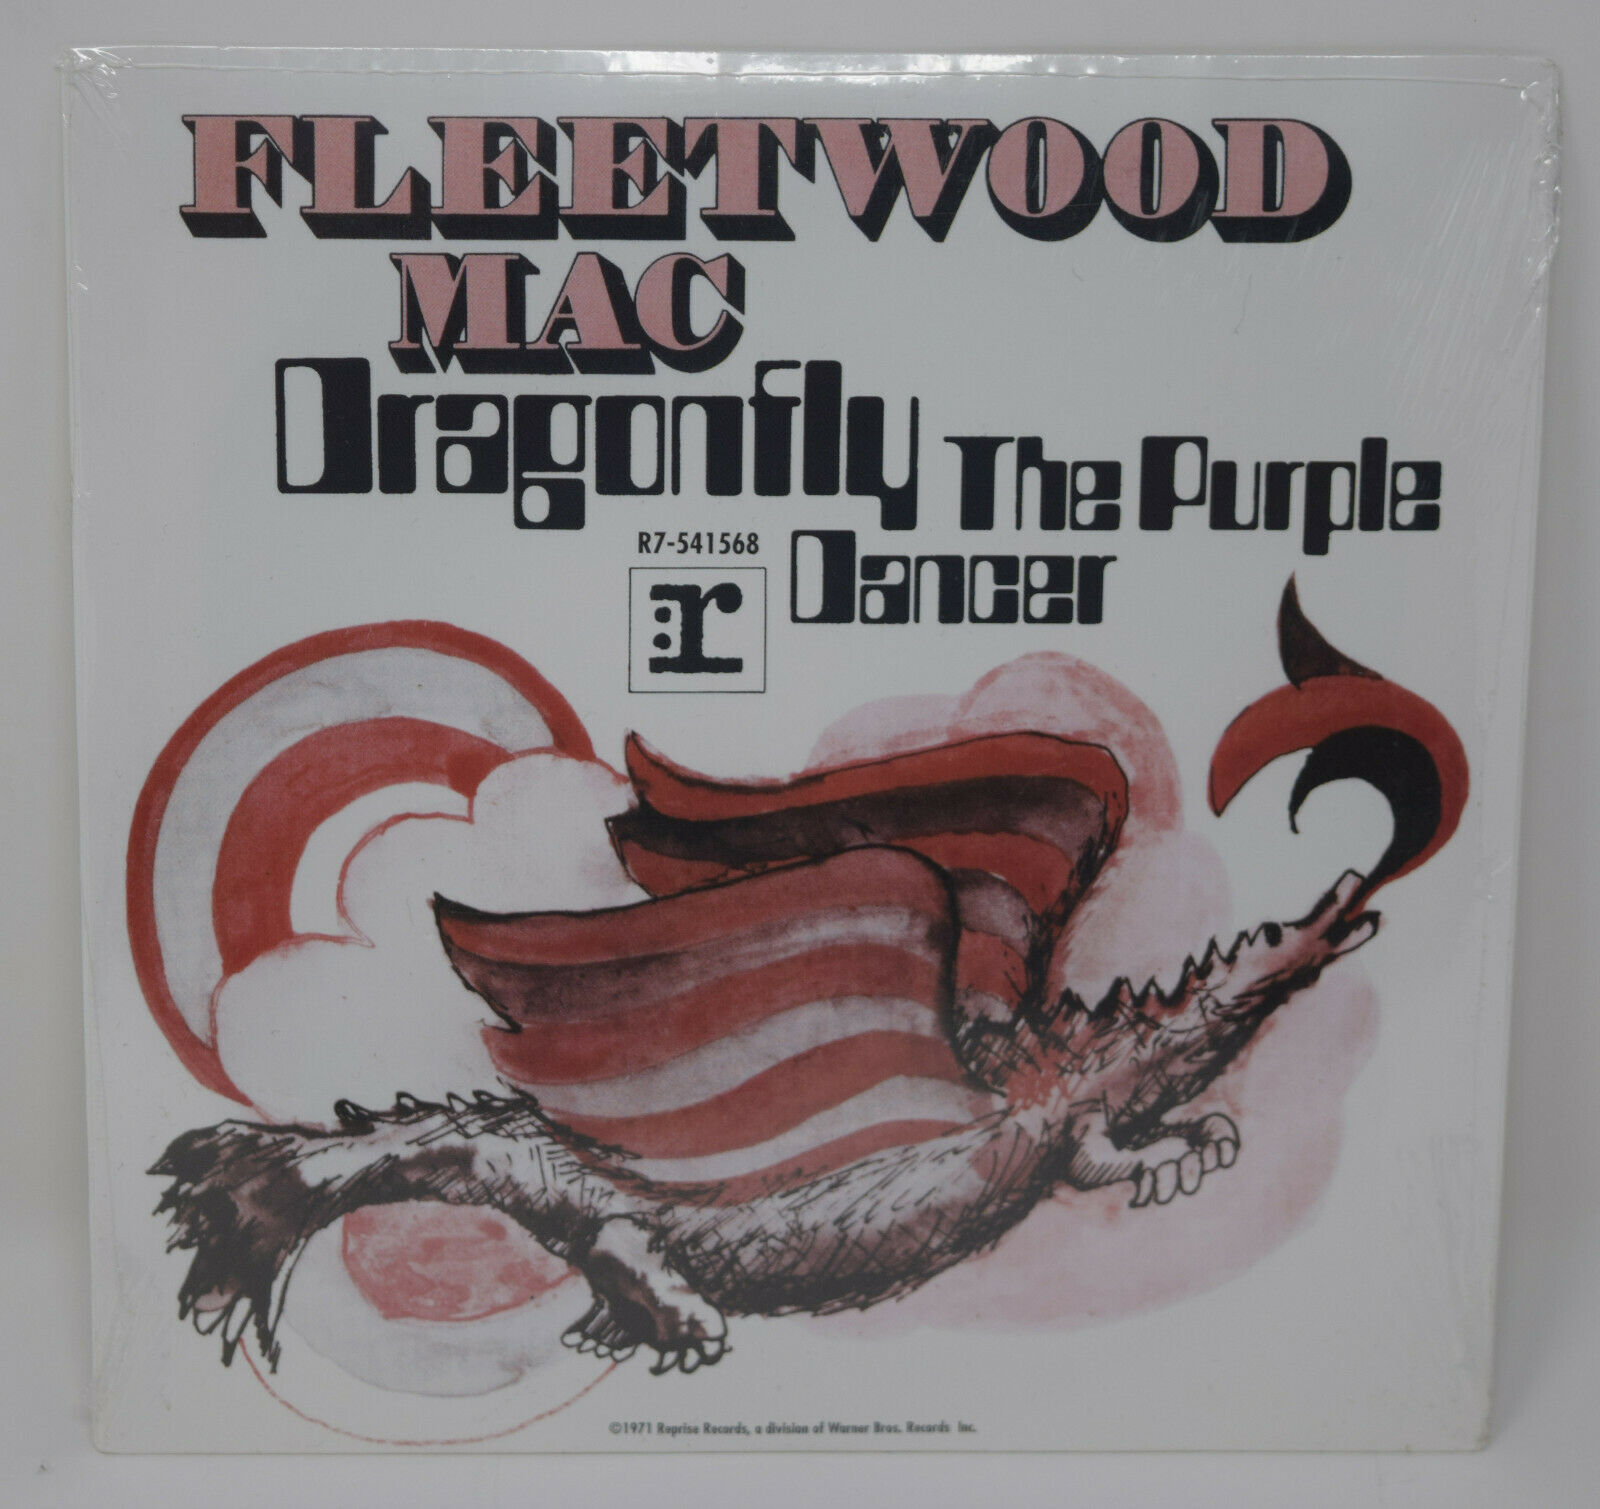 FLEETWOOD
MAC
Dragonfly The Purple
Dancer
R7-541568
:r
©1971 Reprise Records, a division of Warner Bros. Records Inc.